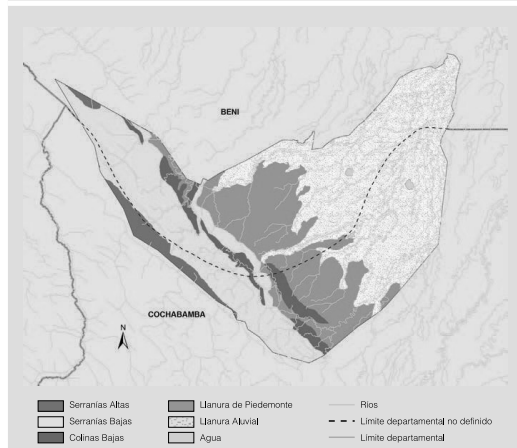 BENI
COCHABAMBA
N
Serranías Altas
Serranías Bajas
Colinas Bajas
Llanura de Piedemonte
Llanura Aluvial
Agua
Ríos
Límite departamental no definido
Límite departamental